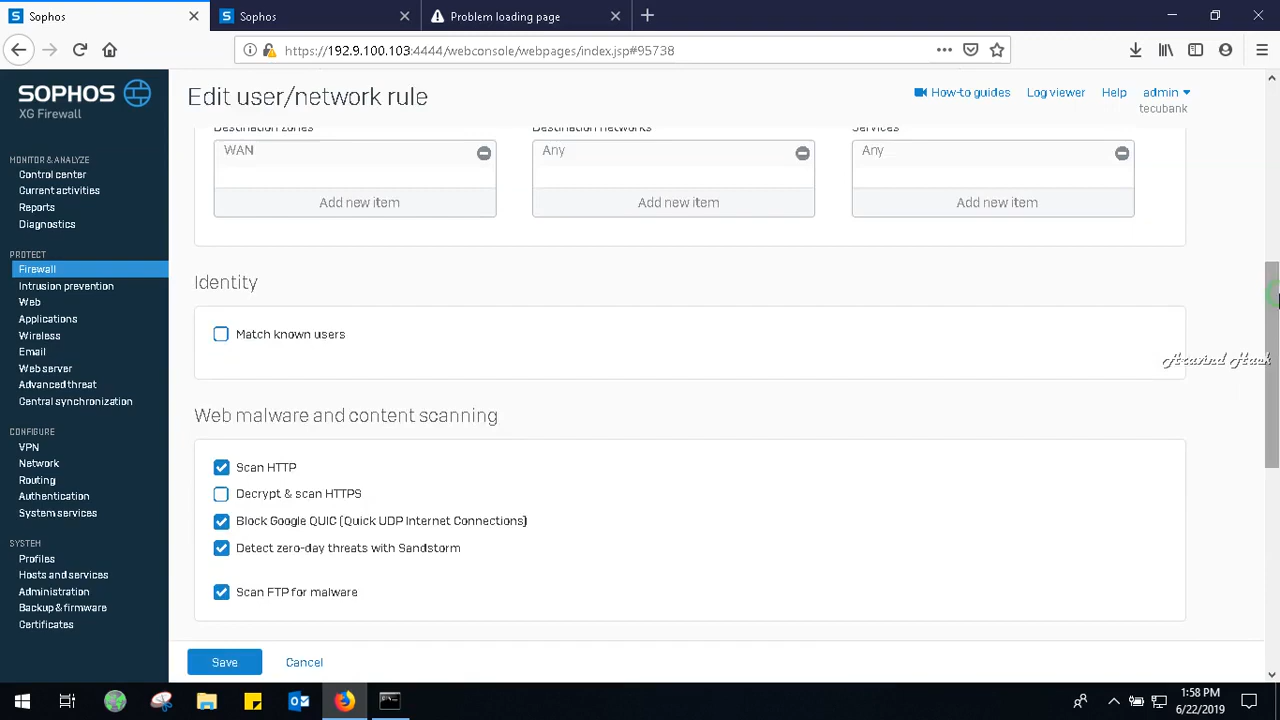 Sophos
Sophos
Problem loading page
https://192.9.100.103:4444/webconsole/webpages/index.jsp#95738
SOPHOS
XG Firewall
Edit user/network rule
How-to guides
Log viewer
Help
admin
tecubank
MONITOR & ANALYZE
Control center
Current activities
Reports
Diagnostics
PROTECT
Firewall
Intrusion prevention
Web
Applications
Wireless
Email
Web server
Advanced threat
Central synchronization
CONFIGURE
VPN
Network
Routing
Authentication
System services
SYSTEM
Profiles
Hosts and services
Administration
Backup & firmware
Certificates
Destination zones
Destination networks
Services
WAN
Any
Any
Add new item
Add new item
Add new item
Identity
Match known users
Aravind Hack
Web malware and content scanning
Scan HTTP
Decrypt & scan HTTPS
Block Google QUIC (Quick UDP Internet Connections)
Detect zero-day threats with Sandstorm
Scan FTP for malware
Save
Cancel
1:58 PM
6/22/2019